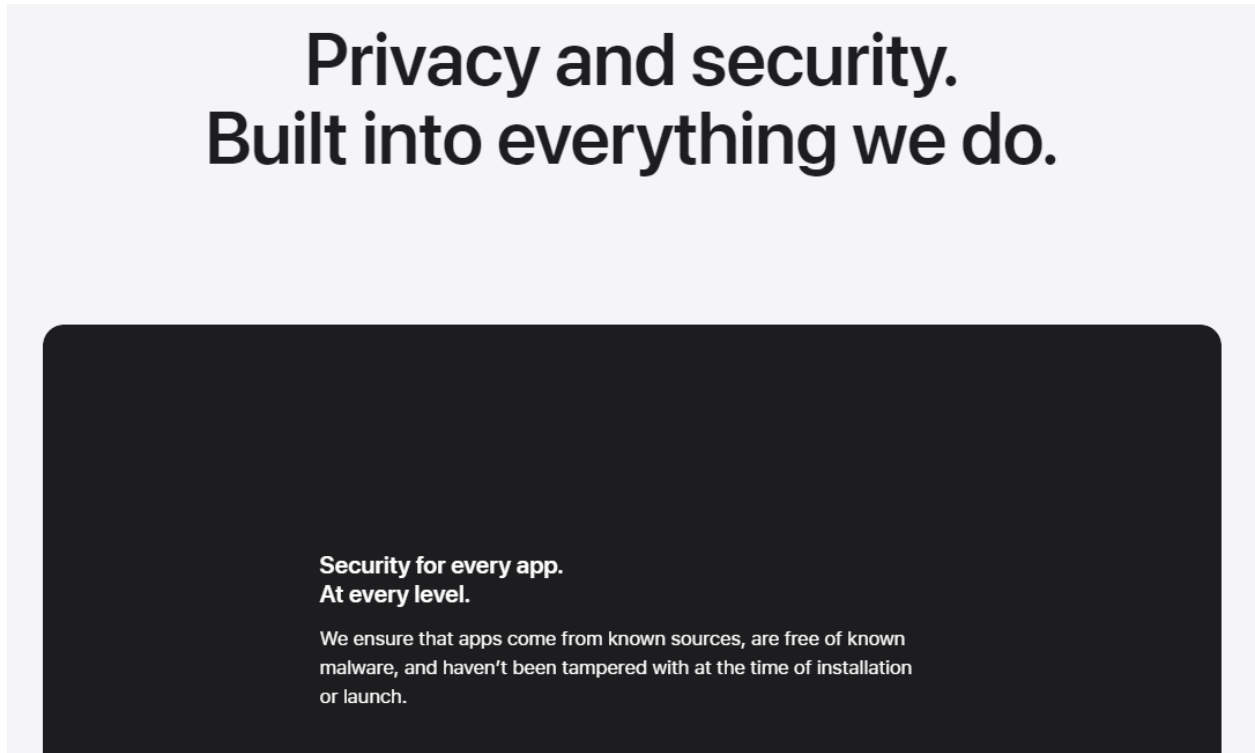 Privacy and security.
Built into everything we do.
Security for every app.
At every level.
We ensure that apps come from known sources, are free of known
malware, and haven’t been tampered with at the time of installation
or launch.